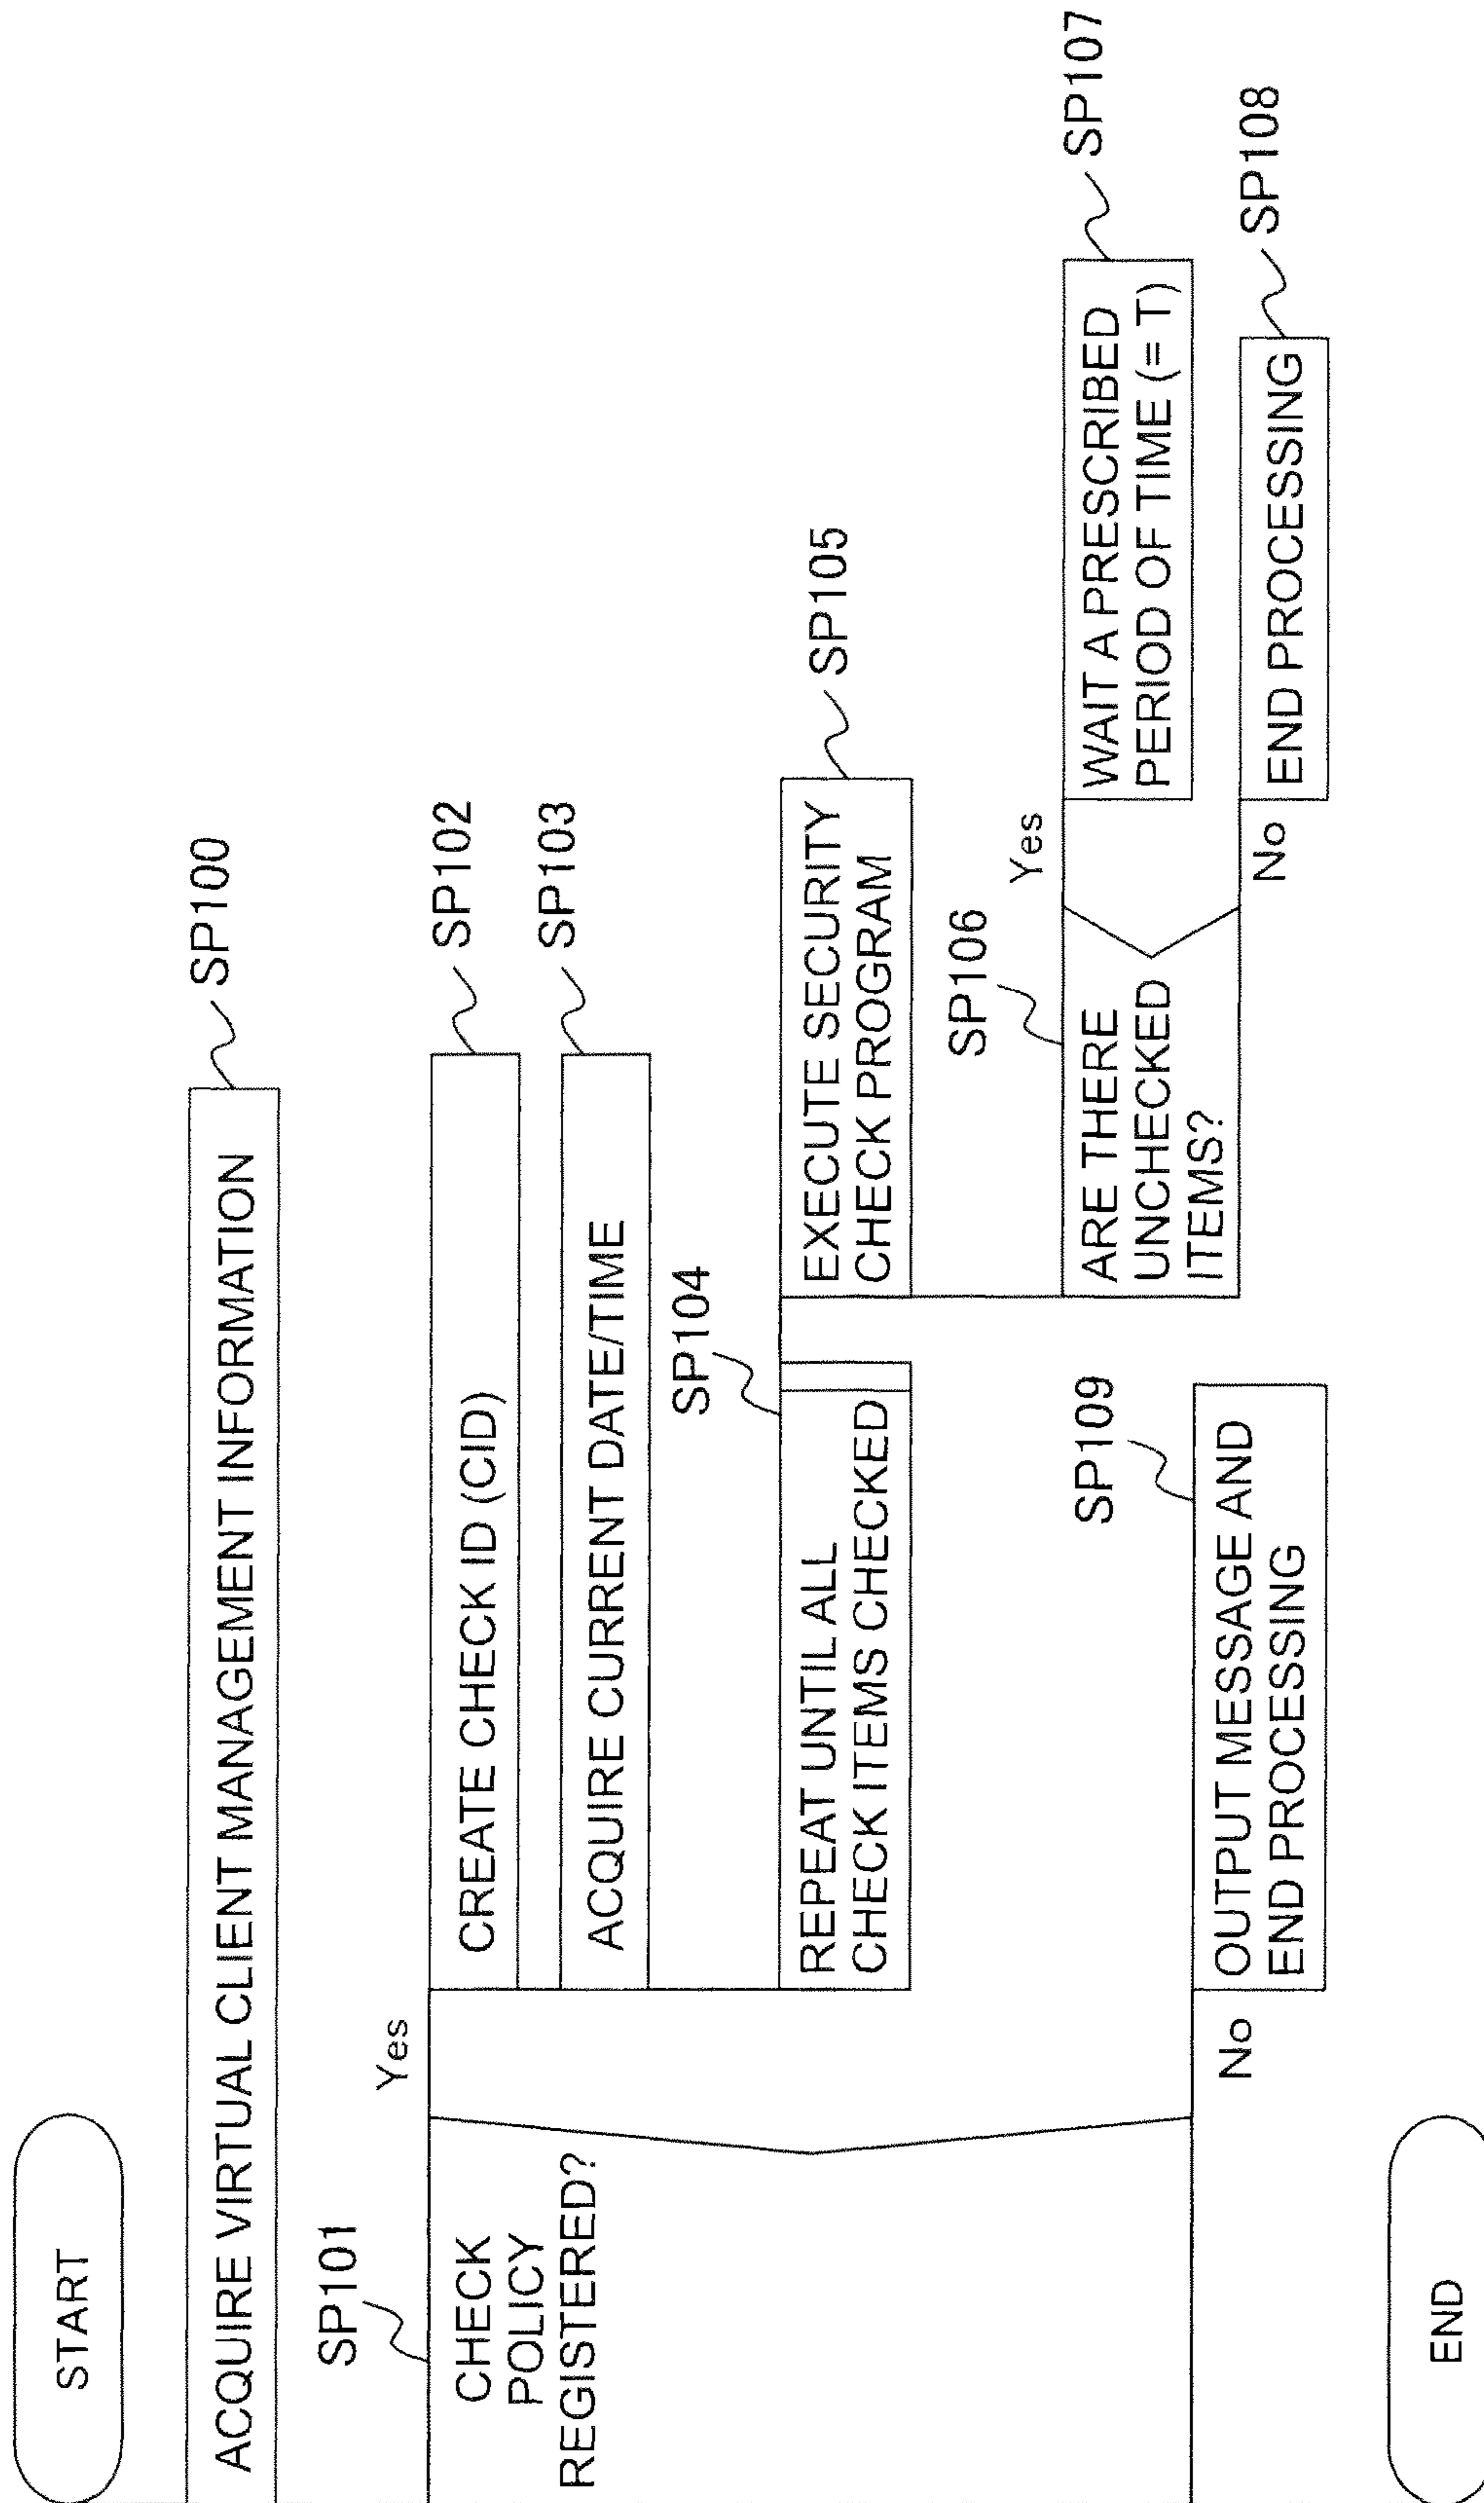 START
ACQUIRE VIRTUAL CLIENT MANAGEMENT INFORMATION
SP100
SP101
CHECK
POLICY
REGISTERED?
Yes
CREATE CHECK ID (CID)
SP102
ACQUIRE CURRENT DATE/TIME
SP103
SP104
REPEAT UNTIL ALL
CHECK ITEMS CHECKED
EXECUTE SECURITY
CHECK PROGRAM
SP105
SP106
ARE THERE
UNCHECKED
ITEMS?
Yes
WAIT A PRESCRIBED
PERIOD OF TIME (= T)
SP107
No
END PROCESSING
SP108
No
SP109
OUTPUT MESSAGE AND
END PROCESSING
END